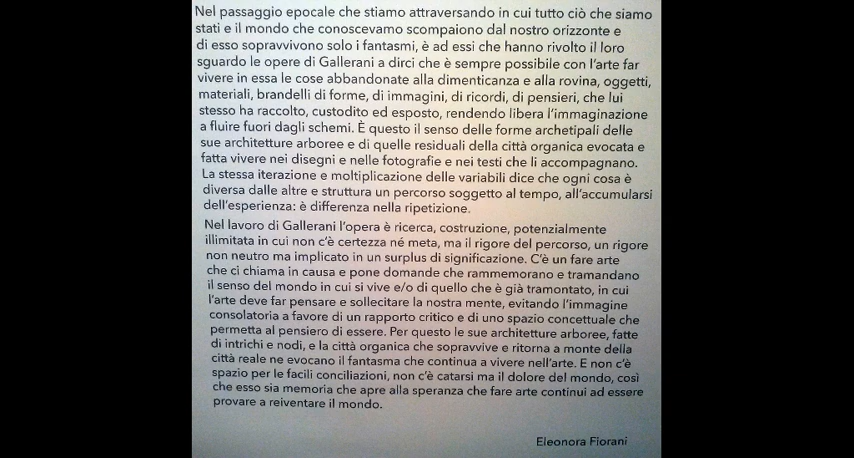 Nel passaggio epocale che stiamo attraversando in cui tutto ciò che siamo
stati e il mondo che conoscevamo scompaiono dal nostro orizzonte e
di esso sopravvivono solo i fantasmi, è ad essi che hanno rivolto il loro
sguardo le opere di Gallerani a dirci che è sempre possibile con l'arte far
vivere in essa le cose abbandonate alla dimenticanza e alla rovina, oggetti,
materiali, brandelli di forme, di immagini, di ricordi, di pensieri, che lui
stesso ha raccolto, custodito ed esposto, rendendo libera l'immaginazione
a fluire fuori dagli schemi. È questo il senso delle forme archetipali delle
sue architetture arboree e di quelle residuali della città organica evocata e
fatta vivere nei disegni e nelle fotografie e nei testi che li accompagnano.
La stessa iterazione e moltiplicazione delle variabili dice che ogni cosa è
diversa dalle altre e struttura un percorso soggetto al tempo, all'accumularsi
dell'esperienza: è differenza nella ripetizione.
Nel lavoro di Gallerani l'opera è ricerca, costruzione, potenzialmente
illimitata in cui non c'è certezza né meta, ma il rigore del percorso, un rigore
non neutro ma implicato in un surplus di significazione. C'è un fare arte
che ci chiama in causa e pone domande che rammemorano e tramandano
il senso del mondo in cui si vive e/o di quello che è già tramontato, in cui
l'arte deve far pensare e sollecitare la nostra mente, evitando l'immagine
consolatoria a favore di un rapporto critico e di uno spazio concettuale che
permetta al pensiero di essere. Per questo le sue architetture arboree, fatte
di intrichi e nodi, e la città organica che sopravvive e ritorna a monte della
città reale ne evocano il fantasma che continua a vivere nell'arte. E non c'è
spazio per le facili conciliazioni, non c'è catarsi ma il dolore del mondo, così
che esso sia memoria che apre alla speranza che fare arte continui ad essere
provare a reiventare il mondo.
Eleonora Fiorani